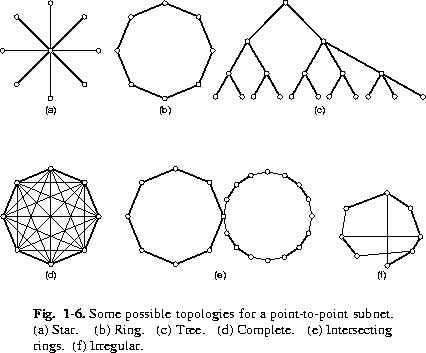 (a)
(b)
(c)
(d)
(e)
(f)
Fig. 1-6. Some possible topologies for a point-to-point subnet.
(a) Star. (b) Ring. (c) Tree. (d) Complete. (e) Intersecting
rings. (f) Irregular.